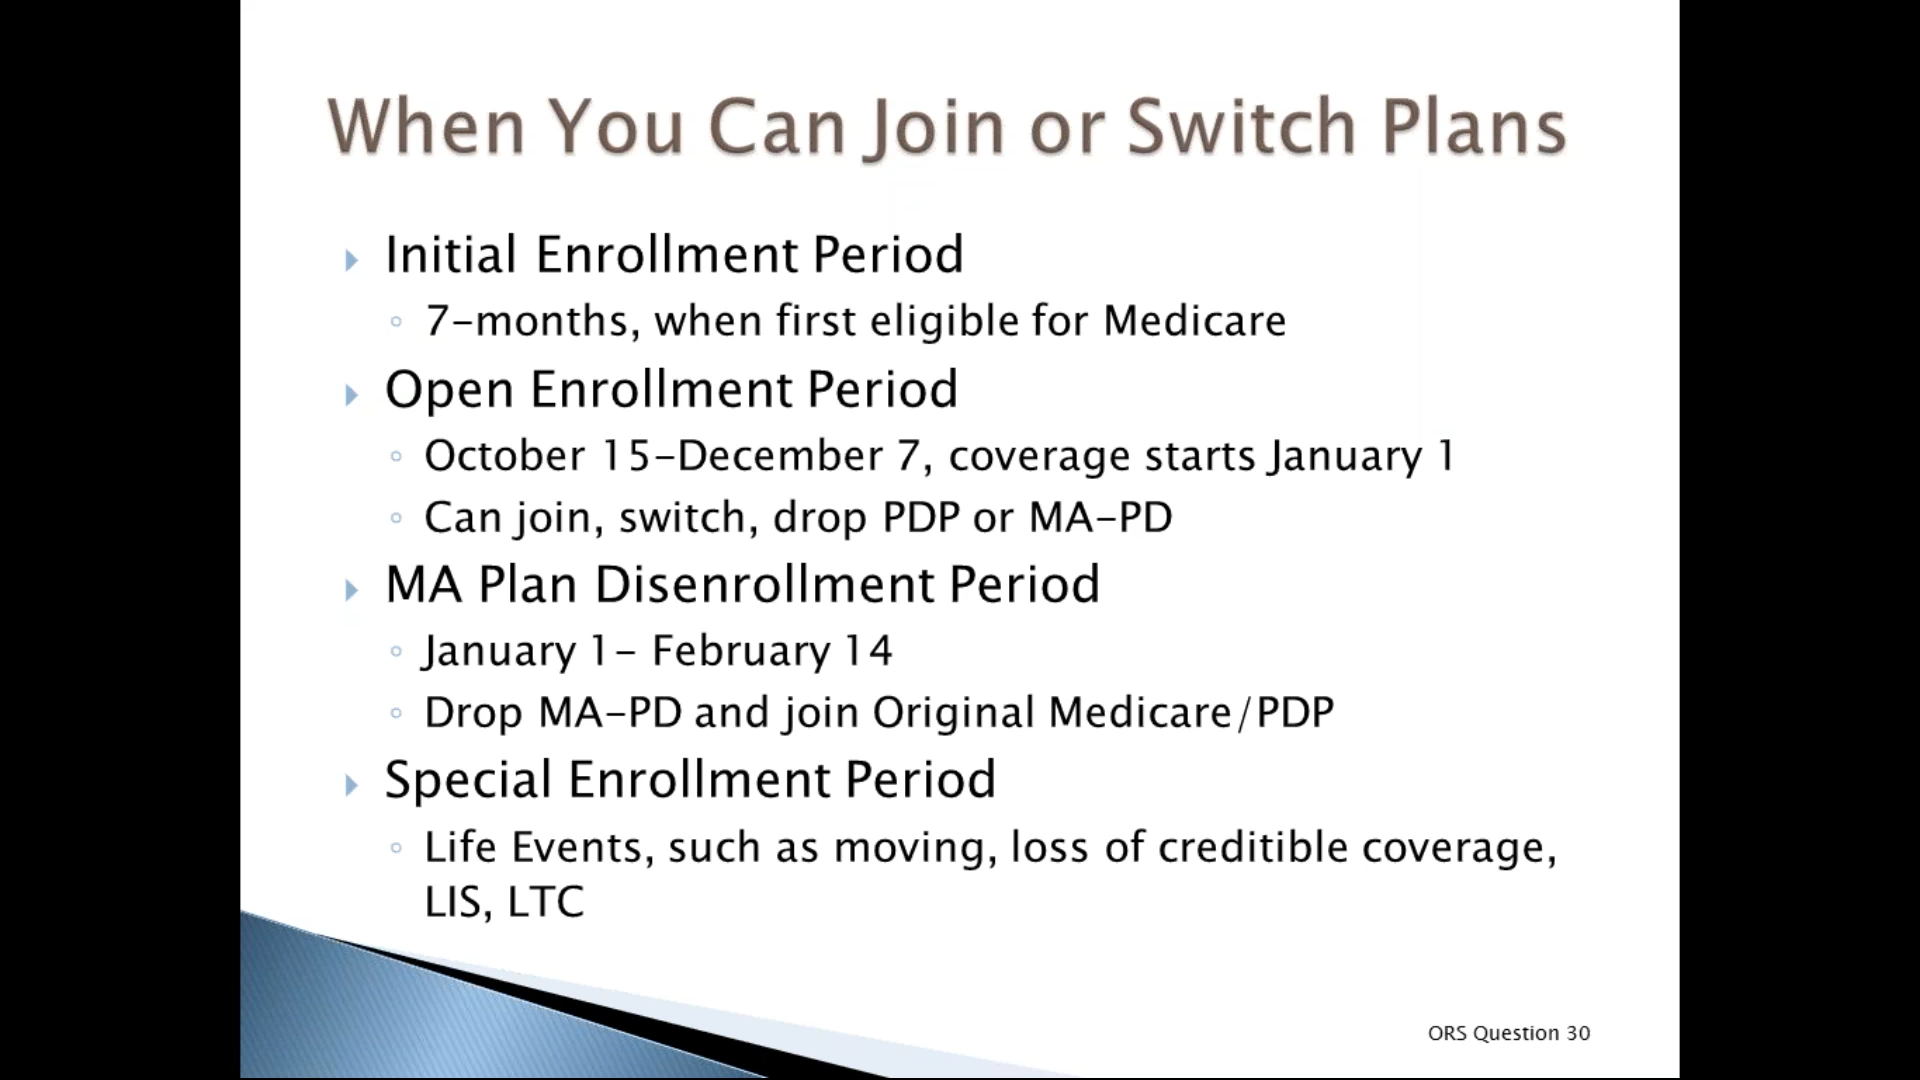 When You Can Join or Switch Plans
Initial Enrollment Period
7-months, when first eligible for Medicare
Open Enrollment Period
October 15-December 7, coverage starts January 1
Can join, switch, drop PDP or MA-PD
MA Plan Disenrollment Period
January 1- February 14
Drop MA-PD and join Original Medicare/PDP
Special Enrollment Period
Life Events, such as moving, loss of creditible coverage,
LIS, LTC
ORS Question 30